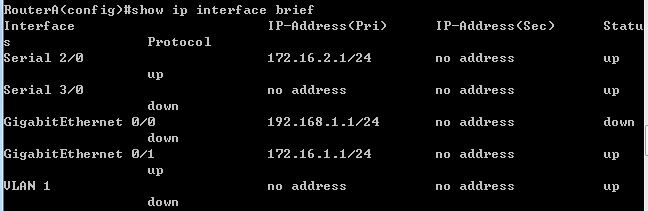 RouterA(config)#show ip interface brief
Interface IP-Address(Pri) IP-Address(Sec) Statu
s Protocol
Serial 2/0 172.16.2.1/24 no address up
up
Serial 3/0 no address no address up
down
GigabitEthernet 0/0 192.168.1.1/24 no address down
down
GigabitEthernet 0/1 172.16.1.1/24 no address up
up
VLAN 1 no address no address up
down